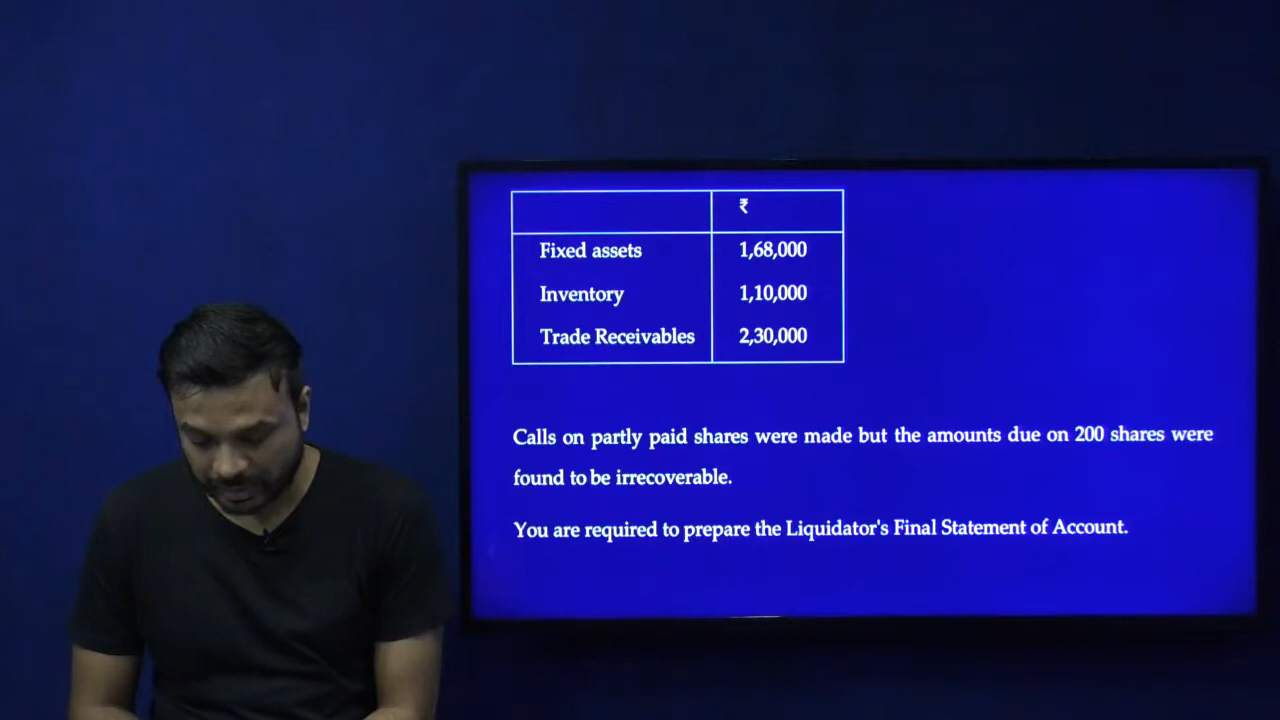 ₹
Fixed assets 1,68,000
Inventory 1,10,000
Trade Receivables 2,30,000
Calls on partly paid shares were made but the amounts due on 200 shares were
found to be irrecoverable.
You are required to prepare the Liquidator's Final Statement of Account.